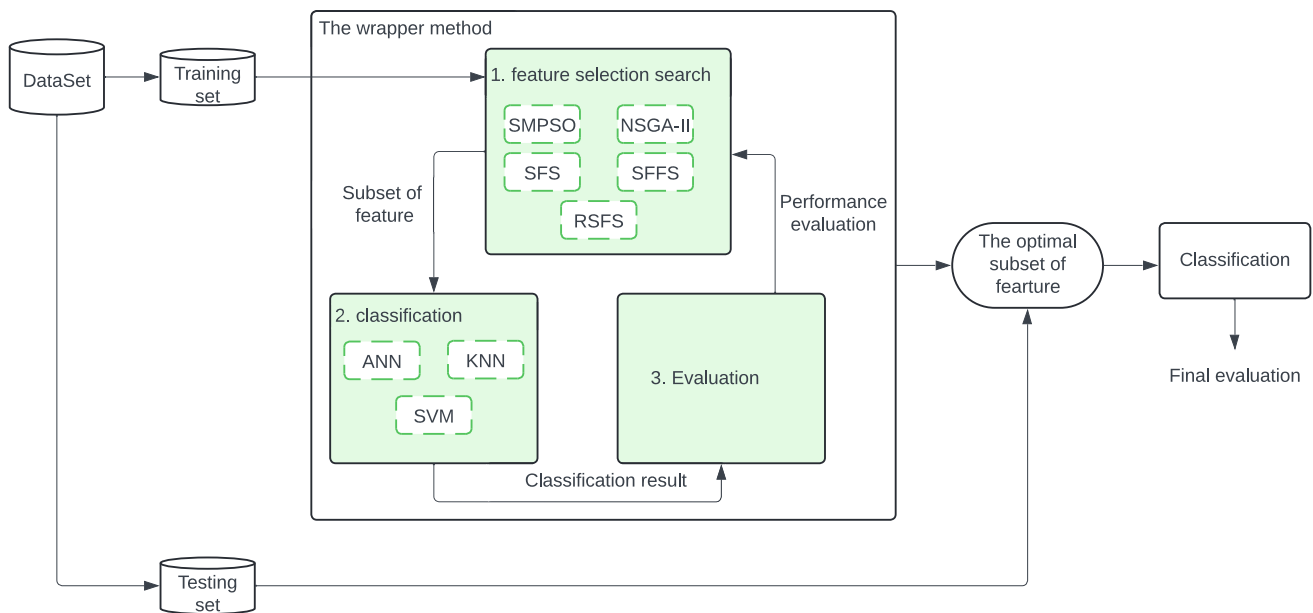 The wrapper method
DataSet
Training
set
1. feature selection search
SMPSO
NSGA-II
SFS
SFFS
RSFS
Subset of
feature
Performance
evaluation
2. classification
ANN
KNN
SVM
3. Evaluation
Classification result
The optimal
subset of
fearture
Classification
Final evaluation
Testing
set